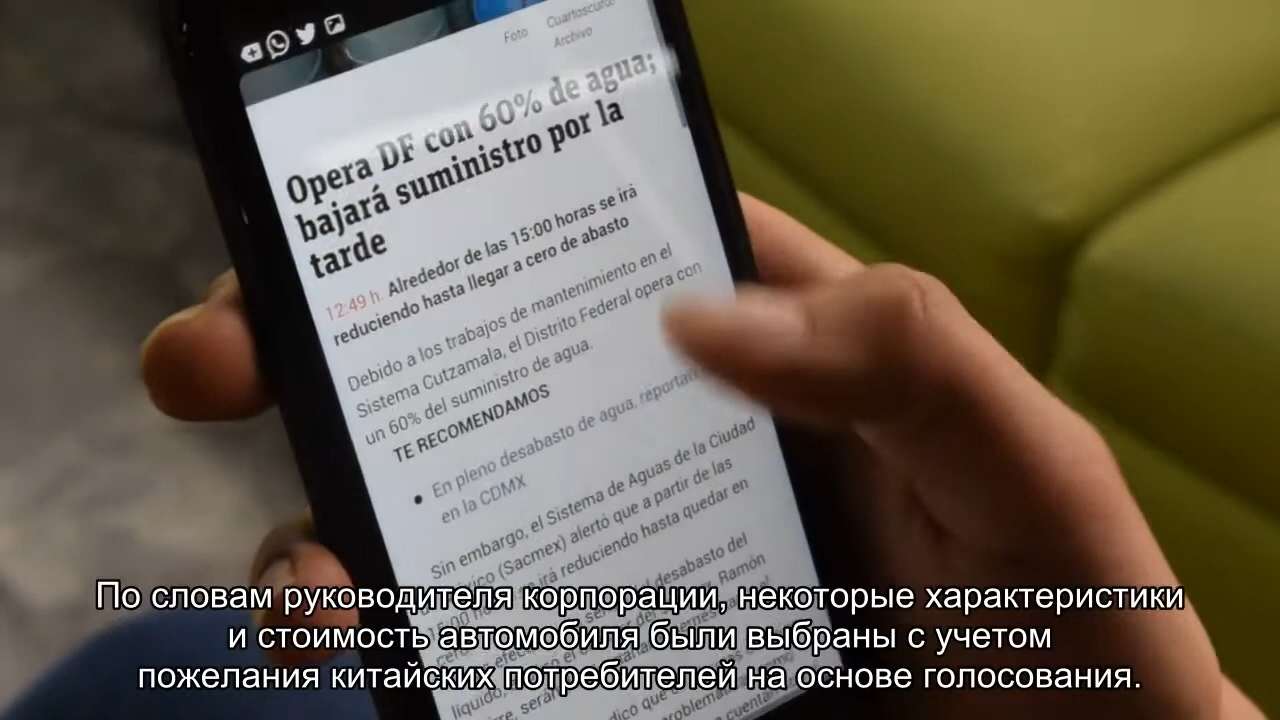 Foto
Cuartoscuro/
Archivo
Opera DF con 60% de agua;
bajará suministro por la
tarde
12:49 h. Alrededor de las 15:00 horas se irá
reduciendo hasta llegar a cero de abasto
Debido a los trabajos de mantenimiento en el
Sistema Cutzamala, el Distrito Federal opera con
un 60% del suministro de agua.
TE RECOMENDAMOS
• En pleno desabasto de agua, reportan
en la CDMX
Sin embargo, el Sistema de Aguas de la Ciudad
(Sacmex) alertó que a partir de las
irá reduciendo hasta quedar en
desabasto del
Ramón
По словам руководителя корпорации, некоторые характеристики
и стоимость автомобиля были выбраны с учетом
пожелания китайских потребителей на основе голосования.